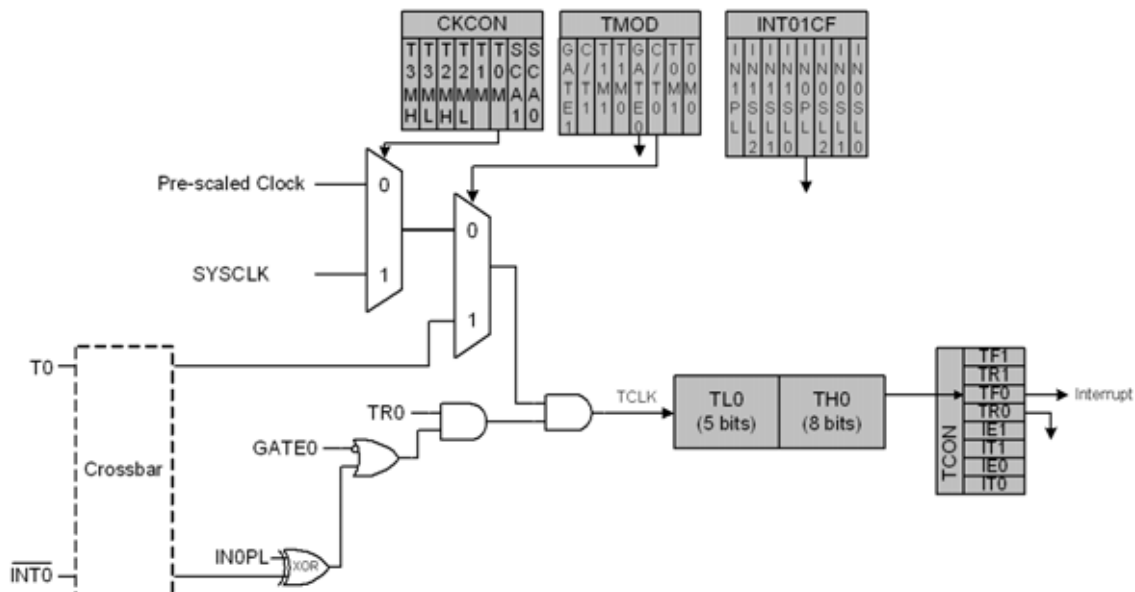 CKCON
TMOD
INT01CF
T3MH
T3ML
T2MH
T2ML
T1M
T0M
SCA1
SCA0
GATE1
C/T1
T1M1
T1M0
GATE0
C/T0
T0M1
T0M0
IN1PL
IN1SL2
IN1SL1
IN1SL0
IN0PL
IN0SL2
IN0SL1
IN0SL0
Pre-scaled Clock
0
SYSCLK
1
0
1
T0
Crossbar
INT0
TR0
GATE0
IN0PL
XOR
TCLK
TL0
(5 bits)
TH0
(8 bits)
TCON
TF1
TR1
TF0
TR0
IE1
IT1
IE0
IT0
Interrupt